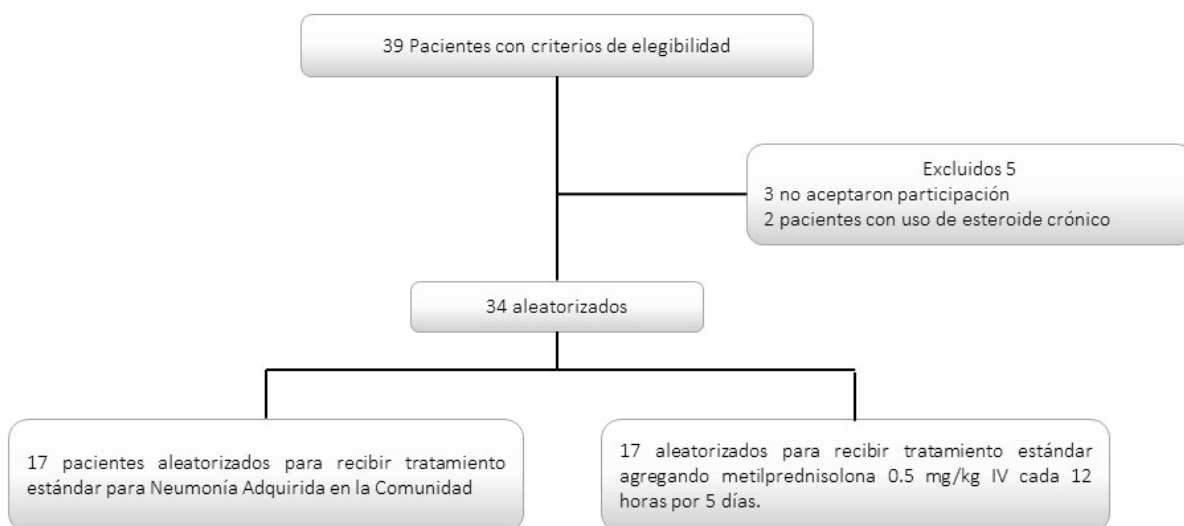 39 Pacientes con criterios de elegibilidad
Excluidos 5
3 no aceptaron participación
2 pacientes con uso de esteroide crónico
34 aleatorizados
17 pacientes aleatorizados para recibir tratamiento
estándar para Neumonía Adquirida en la Comunidad
17 aleatorizados para recibir tratamiento estándar
agregando metilprednisolona 0.5 mg/kg IV cada 12
horas por 5 días.